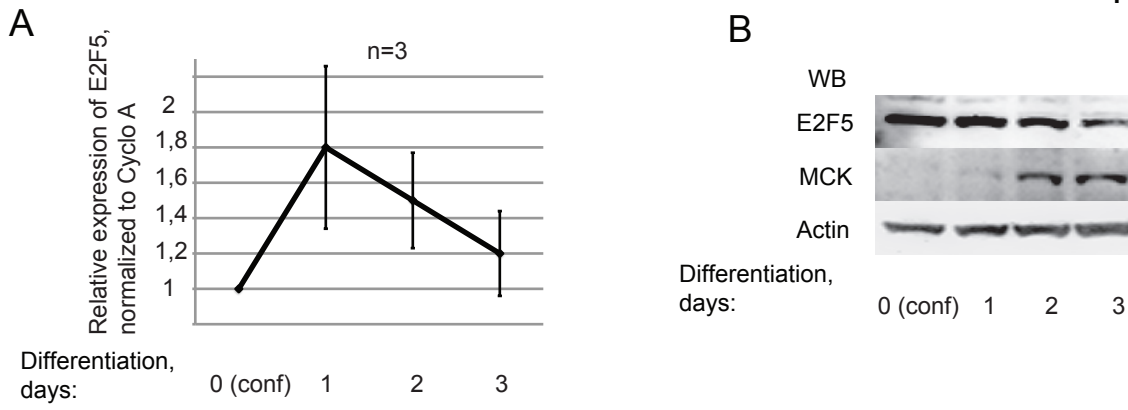 A
Relative expression of E2F5,
normalized to Cyclo A
n=3
2
1,8
1,6
1,4
1,2
1
Differentiation,
days:
0 (conf) 1 2 3
B
WB
E2F5
MCK
Actin
Differentiation,
days:
0 (conf) 1 2 3